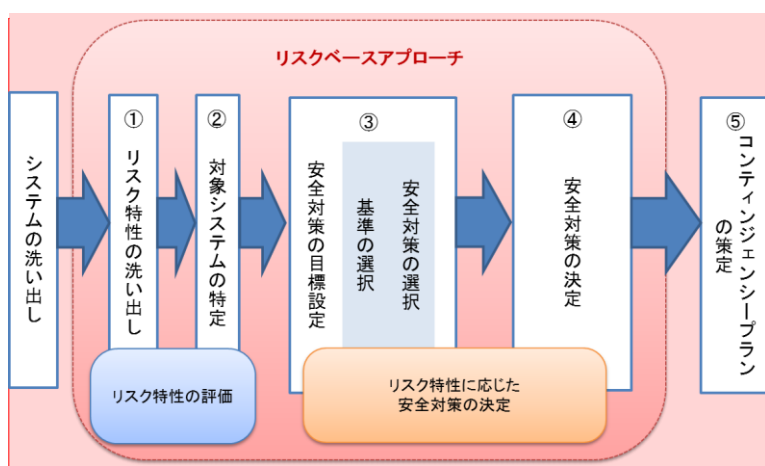 リスクベースアプローチ
システムの洗い出し
①
リスク特性の洗い出し
②
対象システムの特定
③
安全対策の目標設定
基準の選択
安全対策の選択
④
安全対策の決定
⑤
コンティンジェンシープラン
の策定
リスク特性の評価
リスク特性に応じた
安全対策の決定